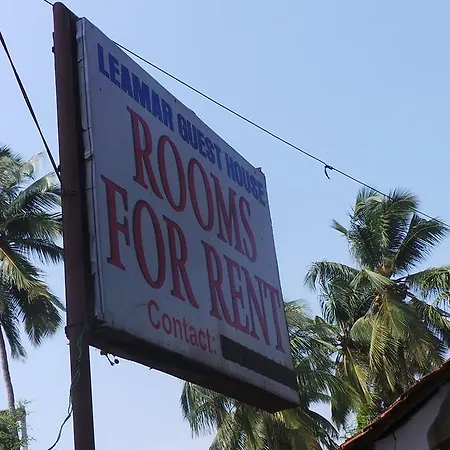 LEAMAR GUEST HOUSE
ROOMS
FOR RENT
Contact: